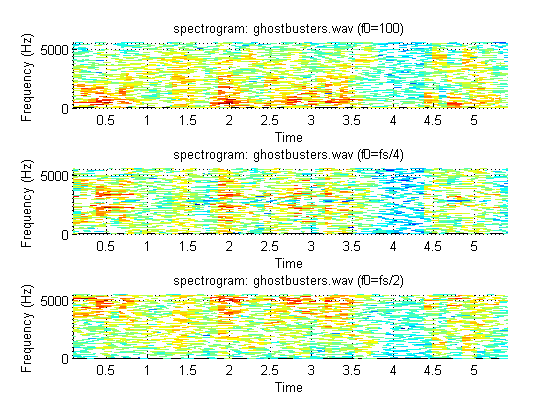 spectrogram: ghostbusters.wav (f0=100)
Frequency (Hz)
5000
0
0.5 1 1.5 2 2.5 3 3.5 4 4.5 5
Time
spectrogram: ghostbusters.wav (f0=fs/4)
Frequency (Hz)
5000
0
0.5 1 1.5 2 2.5 3 3.5 4 4.5 5
Time
spectrogram: ghostbusters.wav (f0=fs/2)
Frequency (Hz)
5000
0
0.5 1 1.5 2 2.5 3 3.5 4 4.5 5
Time